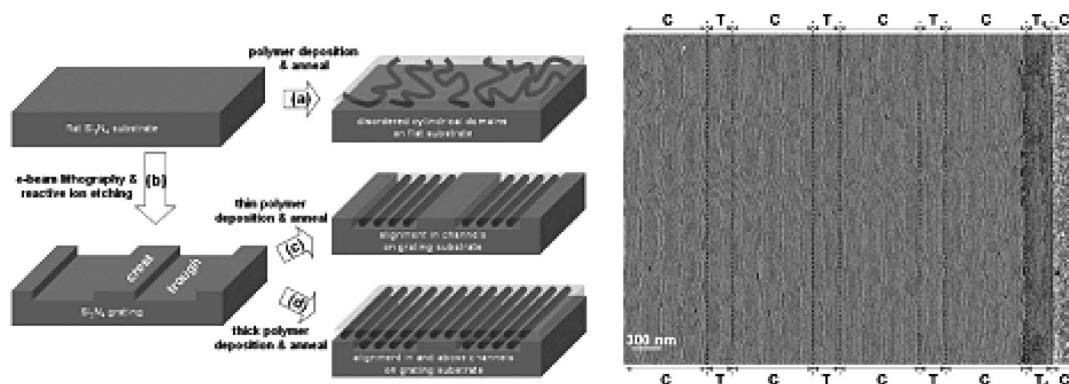 polymer deposition
& anneal
(a)
flat Si₃N₄ substrate
disordered cylindrical domains
on flat substrate
e-beam lithography &
reactive ion etching
(b)
thin polymer
deposition & anneal
(c)
alignment in channels
on grating substrate
crest
trough
Si₃N₄ grating
(d)
thick polymer
deposition & anneal
alignment in and above channels
on grating substrate
C T C T C T C T C
300 nm
C T C T C T C T C